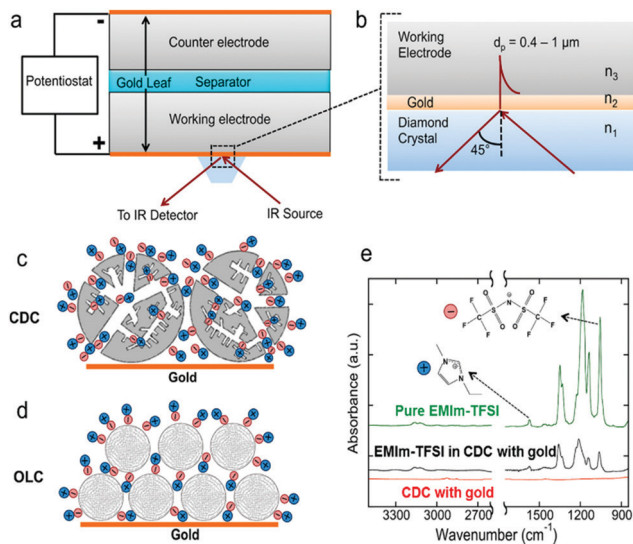 a
-
Counter electrode
Potentiostat
Gold Leaf
Separator
+
Working electrode
To IR Detector
IR Source
b
Working
Electrode
dp = 0.4 – 1 μm
n3
Gold
n2
Diamond
Crystal
n1
45°
c
CDC
Gold
d
OLC
Gold
e
Absorbance (a.u.)
O
O
F
F
F
C
S
N
S
C
F
F
F
O
O
Pure EMIm-TFSI
EMIm-TFSI in CDC with gold
CDC with gold
3300 3000 2700 1500 1200 900
Wavenumber (cm-1)